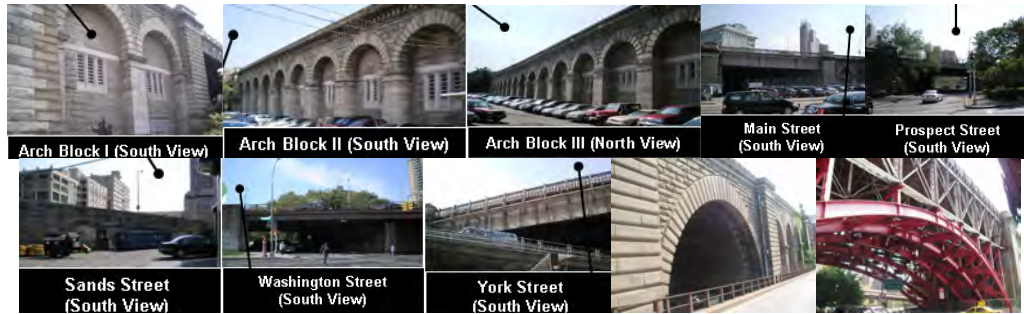 Arch Block I (South View)
Arch Block II (South View)
Arch Block III (North View)
Main Street
(South View)
Prospect Street
(South View)
Sands Street
(South View)
Washington Street
(South View)
York Street
(South View)